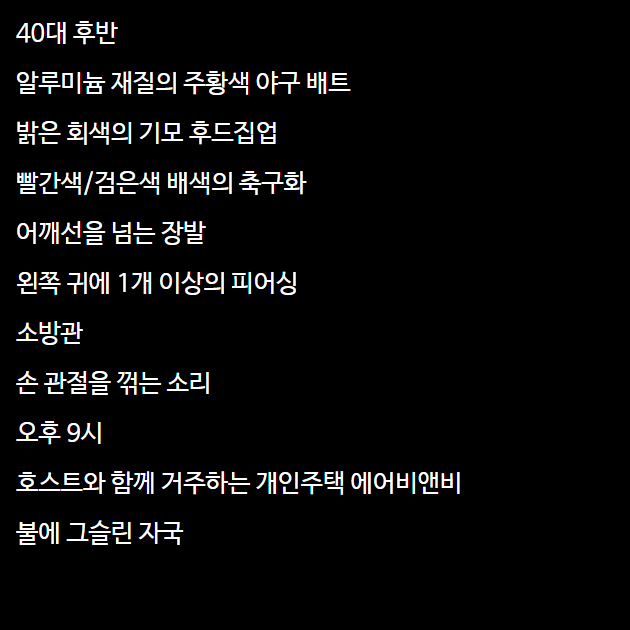 40대 후반
알루미늄 재질의 주황색 야구 배트
밝은 회색의 기모 후드집업
빨간색/검은색 배색의 축구화
어깨선을 넘는 장발
왼쪽 귀에 1개 이상의 피어싱
소방관
손 관절을 꺾는 소리
오후 9시
호스트와 함께 거주하는 개인주택 에어비앤비
불에 그슬린 자국